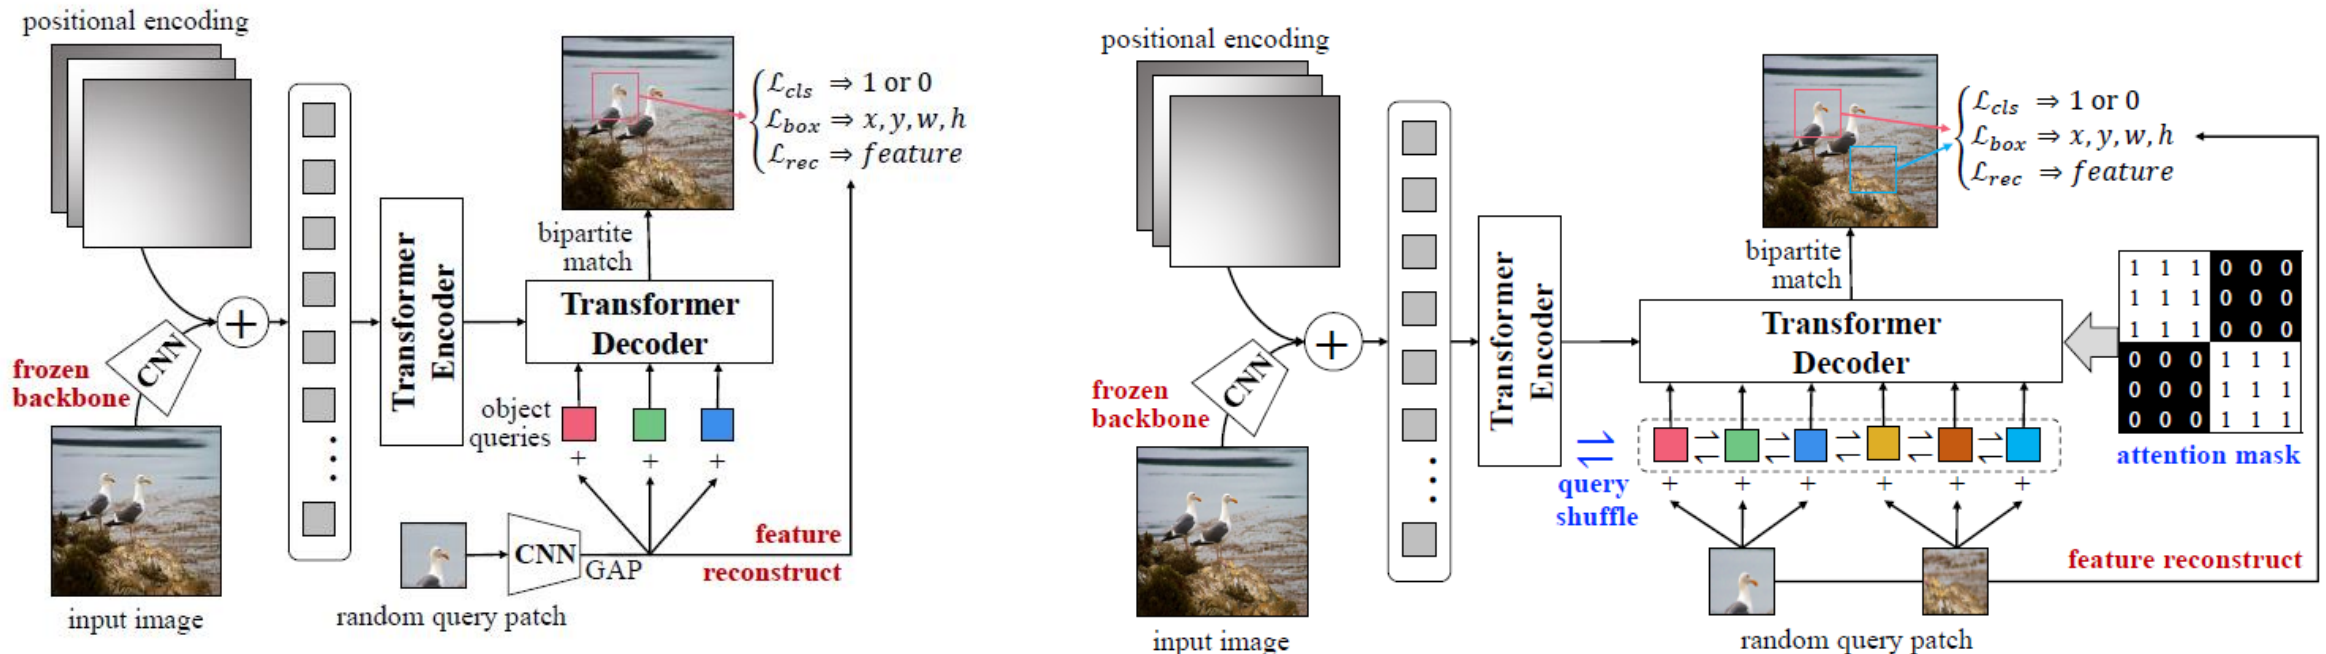 positional encoding
CNN
frozen
backbone
input image
+
Transformer
Encoder
bipartite
match
Transformer
Decoder
object
queries
+ + +
random query patch
CNN
GAP
feature
reconstruct
ℒcls ⇒ 1 or 0
ℒbox ⇒ x, y, w, h
ℒrec ⇒ feature
positional encoding
CNN
frozen
backbone
input image
+
Transformer
Encoder
bipartite
match
Transformer
Decoder
query
shuffle
+ + + + + +
random query patch
feature reconstruct
ℒcls ⇒ 1 or 0
ℒbox ⇒ x, y, w, h
ℒrec ⇒ feature
1 1 1 0 0 0
1 1 1 0 0 0
1 1 1 0 0 0
0 0 0 1 1 1
0 0 0 1 1 1
0 0 0 1 1 1
attention mask